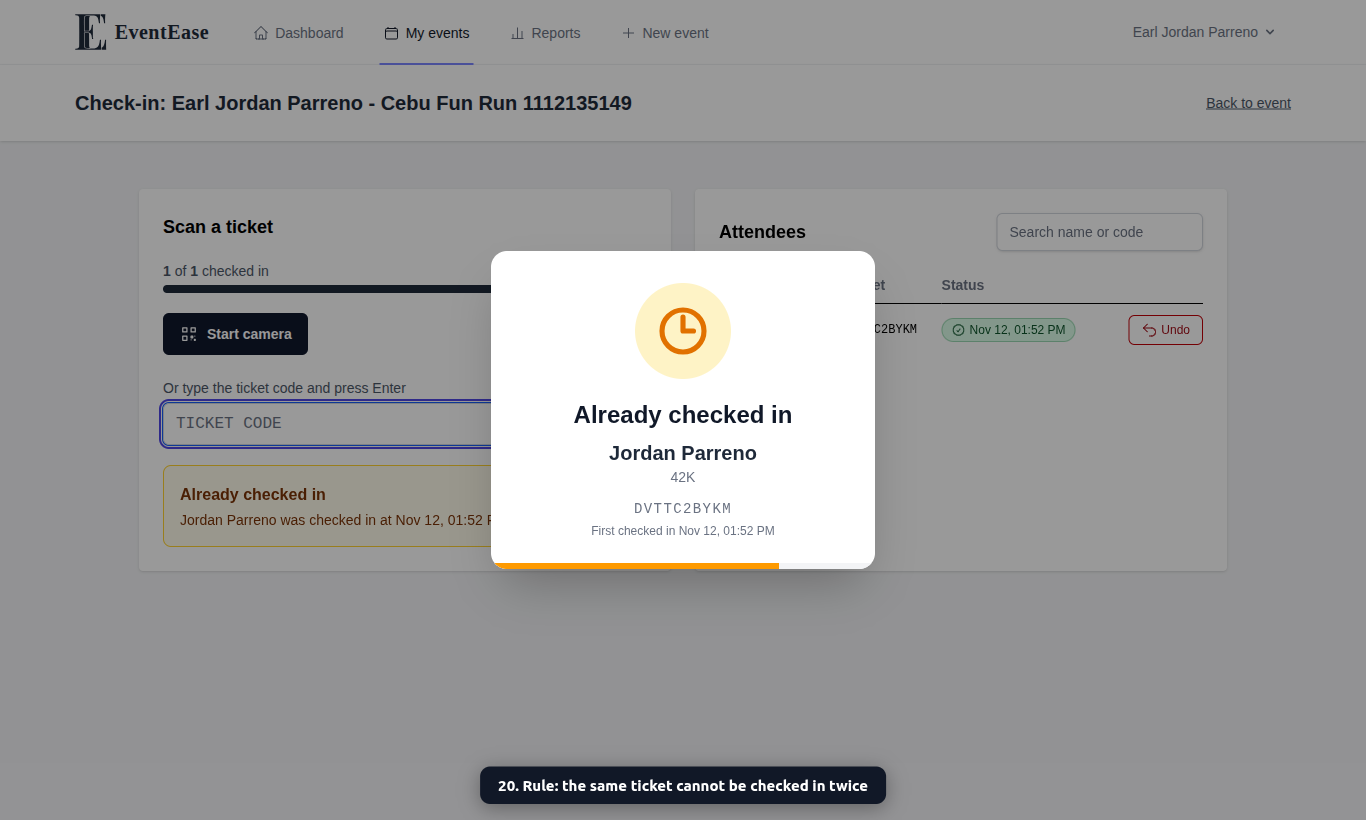 EventEase
Dashboard
My events
Reports
New event
Earl Jordan Parreno
Check-in: Earl Jordan Parreno - Cebu Fun Run 1112135149
Back to event
Scan a ticket
1 of 1 checked in
Start camera
Or type the ticket code and press Enter
TICKET CODE
Already checked in
Jordan Parreno was checked in at Nov 12, 01:52
Attendees
Search name or code
Status
C2BYKM
Nov 12, 01:52 PM
Undo
Already checked in
Jordan Parreno
42K
DVTTC2BYKM
First checked in Nov 12, 01:52 PM
20. Rule: the same ticket cannot be checked in twice